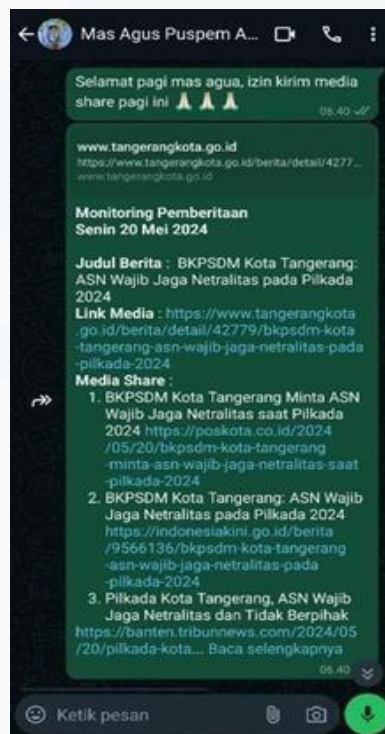 Mas Agus Puspem A...
Selamat pagi mas agua, izin kirim media
share pagi ini 🙏🏻 🙏🏻 🙏🏻
06.40
www.tangerangkota.go.id
https://www.tangerangkota.go.id/berita/detail/4277...
www.tangerangkota.go.id
Monitoring Pemberitaan
Senin 20 Mei 2024
Judul Berita : BKPSDM Kota Tangerang:
ASN Wajib Jaga Netralitas pada Pilkada
2024
Link Media : https://www.tangerangkota
.go.id/berita/detail/42779/bkpsdm-kota
-tangerang-asn-wajib-jaga-netralitas-pada
-pilkada-2024
Media Share :
1. BKPSDM Kota Tangerang Minta ASN
Wajib Jaga Netralitas saat Pilkada
2024 https://poskota.co.id/2024
/05/20/bkpsdm-kota-tangerang
-minta-asn-wajib-jaga-netralitas-saat
-pilkada-2024
2. BKPSDM Kota Tangerang: ASN Wajib
Jaga Netralitas pada Pilkada 2024
https://indonesiakini.go.id/berita
/9566136/bkpsdm-kota-tangerang
-asn-wajib-jaga-netralitas-pada
-pilkada-2024
3. Pilkada Kota Tangerang, ASN Wajib
Jaga Netralitas dan Tidak Berpihak
https://banten.tribunnews.com/2024/05
/20/pilkada-kota... Baca selengkapnya
06.40
Ketik pesan